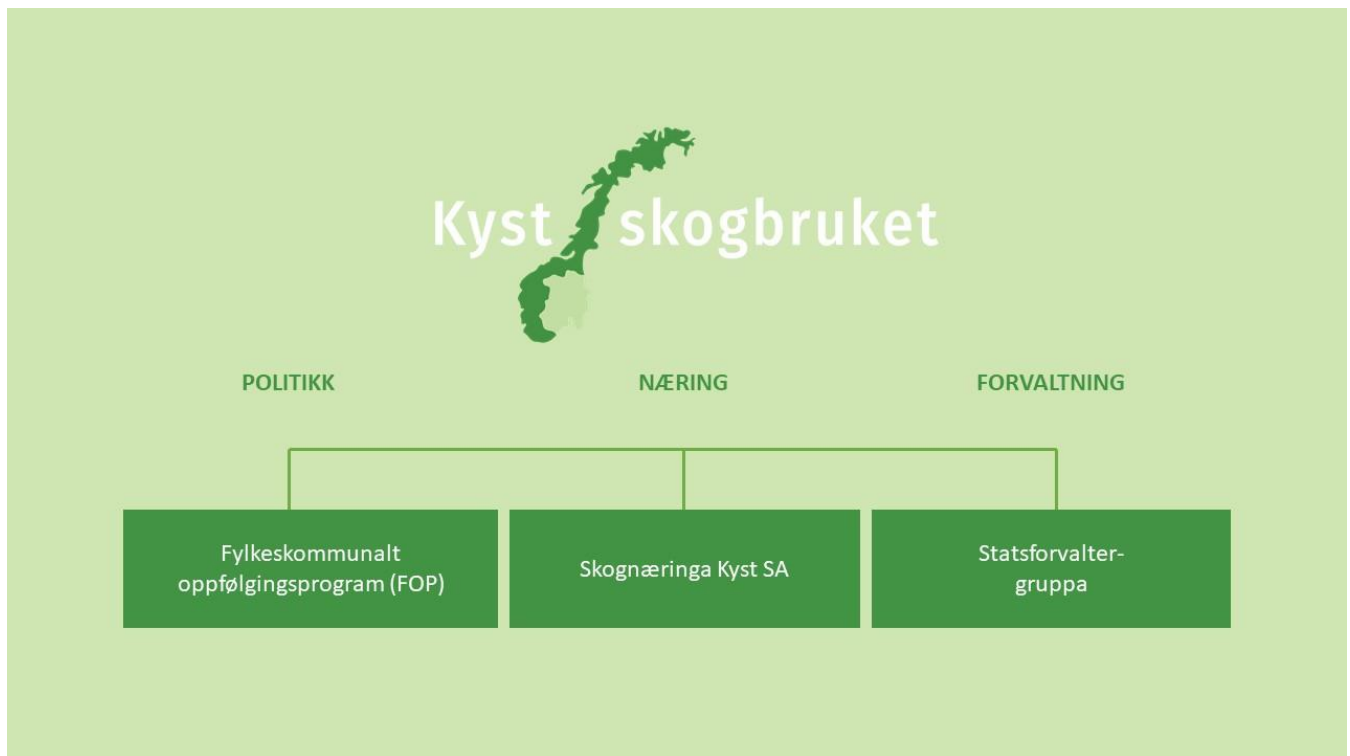 Kyst skogbruket
POLITIKK
NÆRING
FORVALTNING
Fylkeskommunalt
oppfølgingsprogram (FOP)
Skognæringa Kyst SA
Statsforvalter-
gruppa